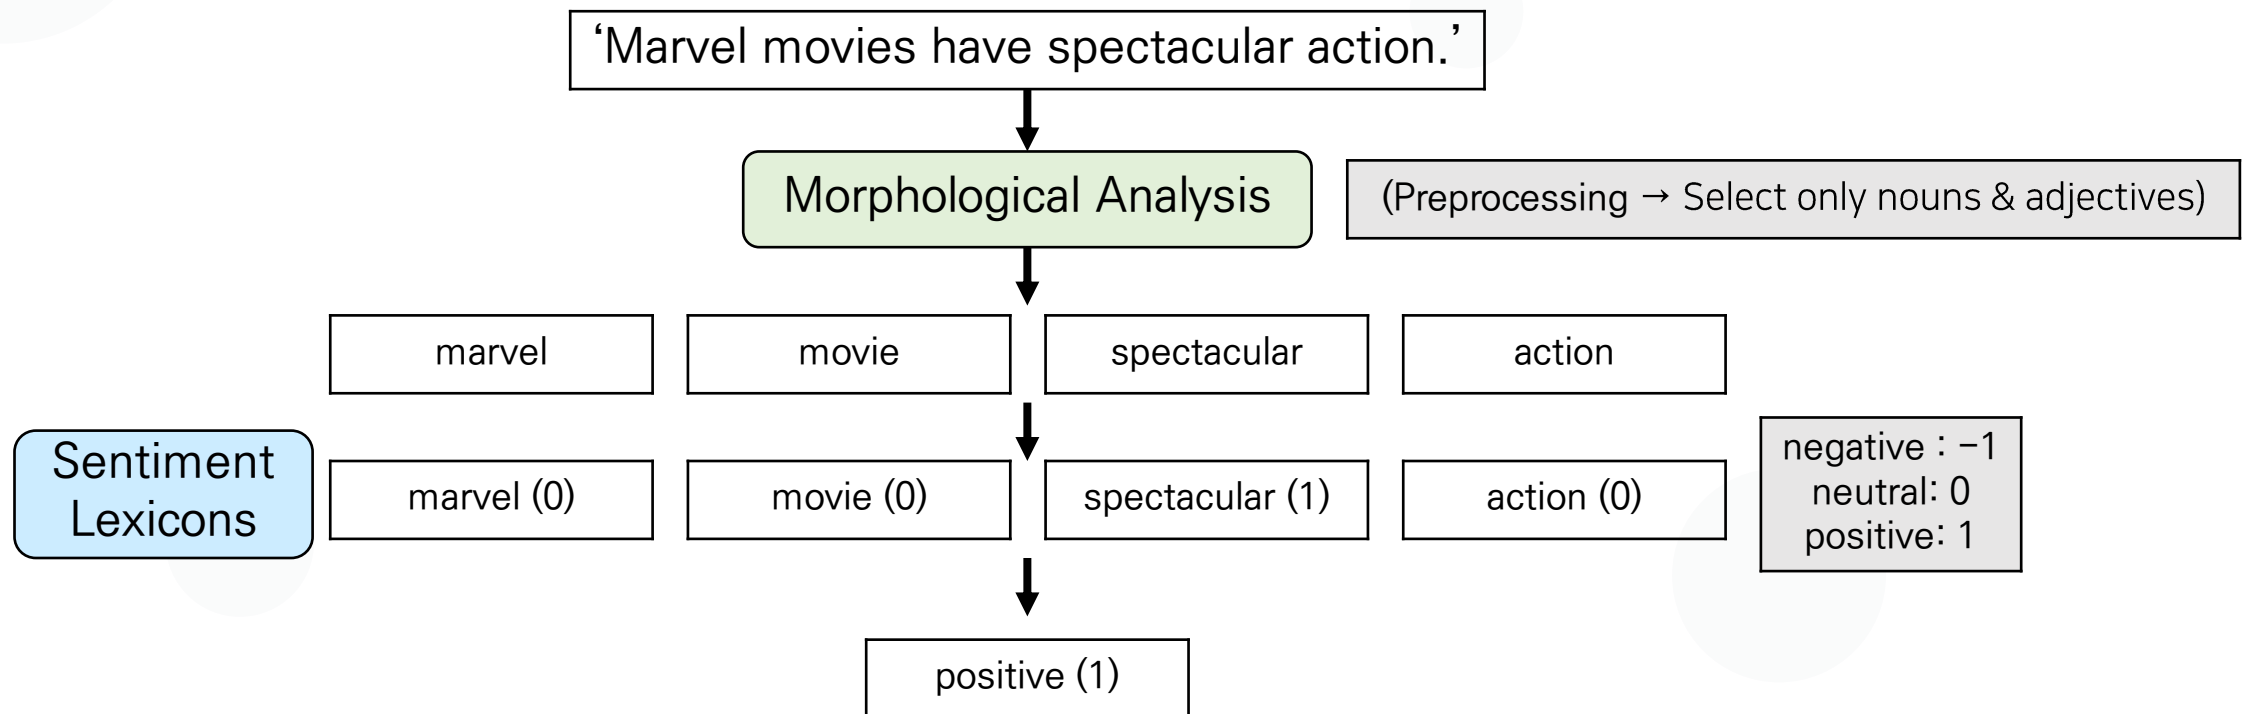 ‘Marvel movies have spectacular action.’
Morphological Analysis
(Preprocessing → Select only nouns & adjectives)
marvel
movie
spectacular
action
Sentiment
Lexicons
marvel (0)
movie (0)
spectacular (1)
action (0)
negative : −1
neutral: 0
positive: 1
positive (1)